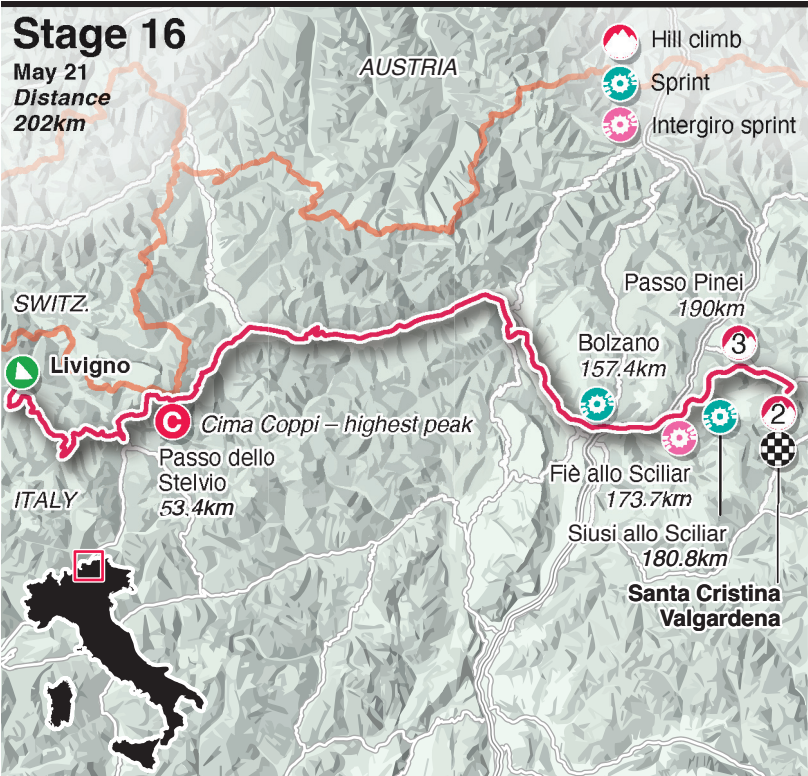 Stage 16
May 21
Distance
202km
AUSTRIA
Hill climb
Sprint
Intergiro sprint
SWITZ.
Livigno
Passo Pinei
190km
3
Bolzano
157.4km
2
C
Cima Coppi – highest peak
Passo dello
Stelvio
53.4km
Fiè allo Sciliar
173.7km
ITALY
Siusi allo Sciliar
180.8km
Santa Cristina
Valgardena